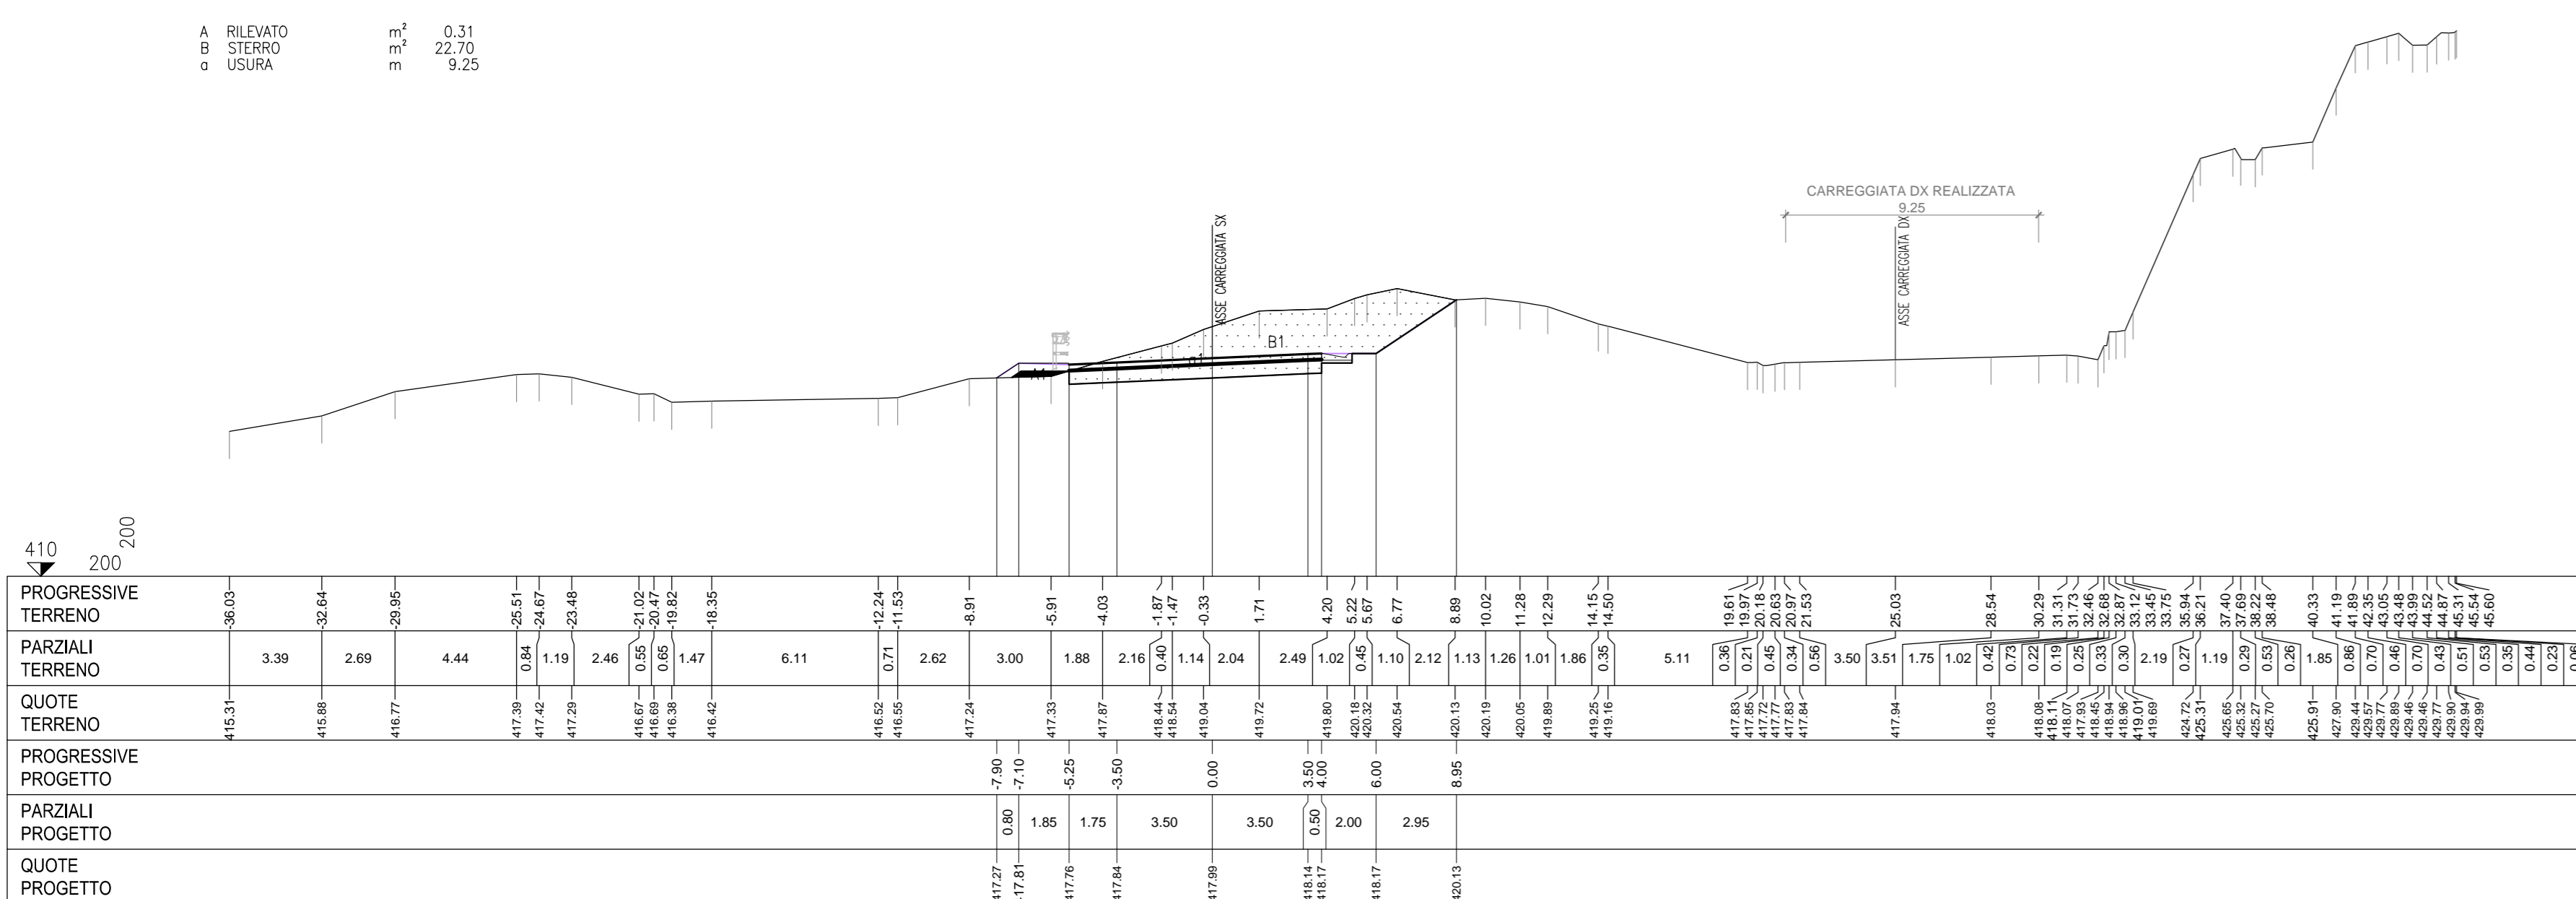 A RILEVATO m² 0.31
B STERRO m² 22.70
a USURA m 9.25
CARREGGIATA DX REALIZZATA
9.25
ASSE CARREGGIATA SX
ASSE CARREGGIATA DX
B1
a1
A1
200
410
200
PROGRESSIVE TERRENO
-36.03 -32.64 -29.95 -25.51 -24.67 -23.48 -21.02 -20.47 -19.82 -18.35 -12.24 -11.53 -8.91 -5.91 -4.03 -1.87 -1.47 -0.33 1.71 4.20 5.22 5.67 6.77 8.89 10.02 11.28 12.29 14.15 14.50 19.61 19.97 20.18 20.63 20.97 21.53 25.03 28.54 30.29 31.31 31.73 32.46 32.68 32.87 33.12 33.45 33.75 35.94 36.21 37.40 37.69 38.22 38.48 40.33 41.19 41.89 42.35 43.05 43.48 43.99 44.52 44.87 45.31 45.54 45.60
PARZIALI TERRENO
3.39 2.69 4.44 0.84 1.19 2.46 0.55 0.65 1.47 6.11 0.71 2.62 3.00 1.88 2.16 0.40 1.14 2.04 2.49 1.02 0.45 1.10 2.12 1.13 1.26 1.01 1.86 0.35 5.11 0.36 0.21 0.45 0.34 0.56 3.50 3.51 1.75 1.02 0.42 0.73 0.22 0.19 0.25 0.33 0.30 2.19 0.27 1.19 0.29 0.53 0.26 1.85 0.86 0.70 0.46 0.70 0.43 0.51 0.53 0.35 0.44 0.23 0.06
QUOTE TERRENO
415.31 415.88 416.77 417.39 417.42 417.29 416.67 416.69 416.38 416.42 416.52 416.55 417.24 417.33 417.87 418.44 418.54 419.04 419.72 419.80 420.18 420.32 420.54 420.13 420.19 420.05 419.89 419.25 419.16 417.83 417.85 417.72 417.77 417.83 417.84 417.94 418.03 418.08 418.11 418.07 417.93 418.45 418.94 418.96 419.01 419.69 424.72 425.31 425.65 425.32 425.27 425.70 425.91 427.90 429.44 429.57 429.77 429.89 429.46 429.46 429.77 429.90 429.94 429.99
PROGRESSIVE PROGETTO
-7.90 -7.10 -5.25 -3.50 0.00 3.50 4.00 6.00 8.95
PARZIALI PROGETTO
0.80 1.85 1.75 3.50 3.50 0.50 2.00 2.95
QUOTE PROGETTO
417.27 417.81 417.76 417.84 417.99 418.14 418.17 418.17 420.13